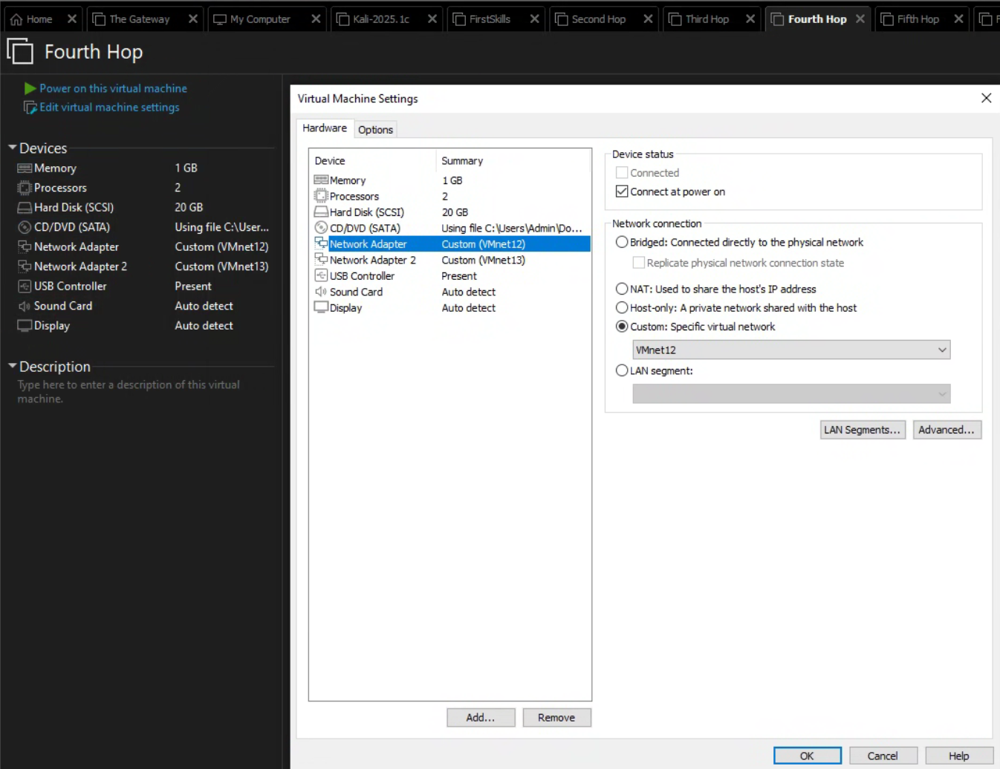 Home
The Gateway
My Computer
Kali-2025.1c
FirstSkills
Second Hop
Third Hop
Fourth Hop
Fifth Hop
Fourth Hop
Power on this virtual machine
Edit virtual machine settings
Devices
Memory 1 GB
Processors 2
Hard Disk (SCSI) 20 GB
CD/DVD (SATA) Using file C:\User...
Network Adapter Custom (VMnet12)
Network Adapter 2 Custom (VMnet13)
USB Controller Present
Sound Card Auto detect
Display Auto detect
Description
Type here to enter a description of this virtual
machine.
Virtual Machine Settings
Hardware
Options
Device Summary
Memory 1 GB
Processors 2
Hard Disk (SCSI) 20 GB
CD/DVD (SATA) Using file C:\Users\Admin\Do...
Network Adapter Custom (VMnet12)
Network Adapter 2 Custom (VMnet13)
USB Controller Present
Sound Card Auto detect
Display Auto detect
Add...
Remove
Device status
Connected
Connect at power on
Network connection
Bridged: Connected directly to the physical network
Replicate physical network connection state
NAT: Used to share the host's IP address
Host-only: A private network shared with the host
Custom: Specific virtual network
VMnet12
LAN segment:
LAN Segments...
Advanced...
OK
Cancel
Help